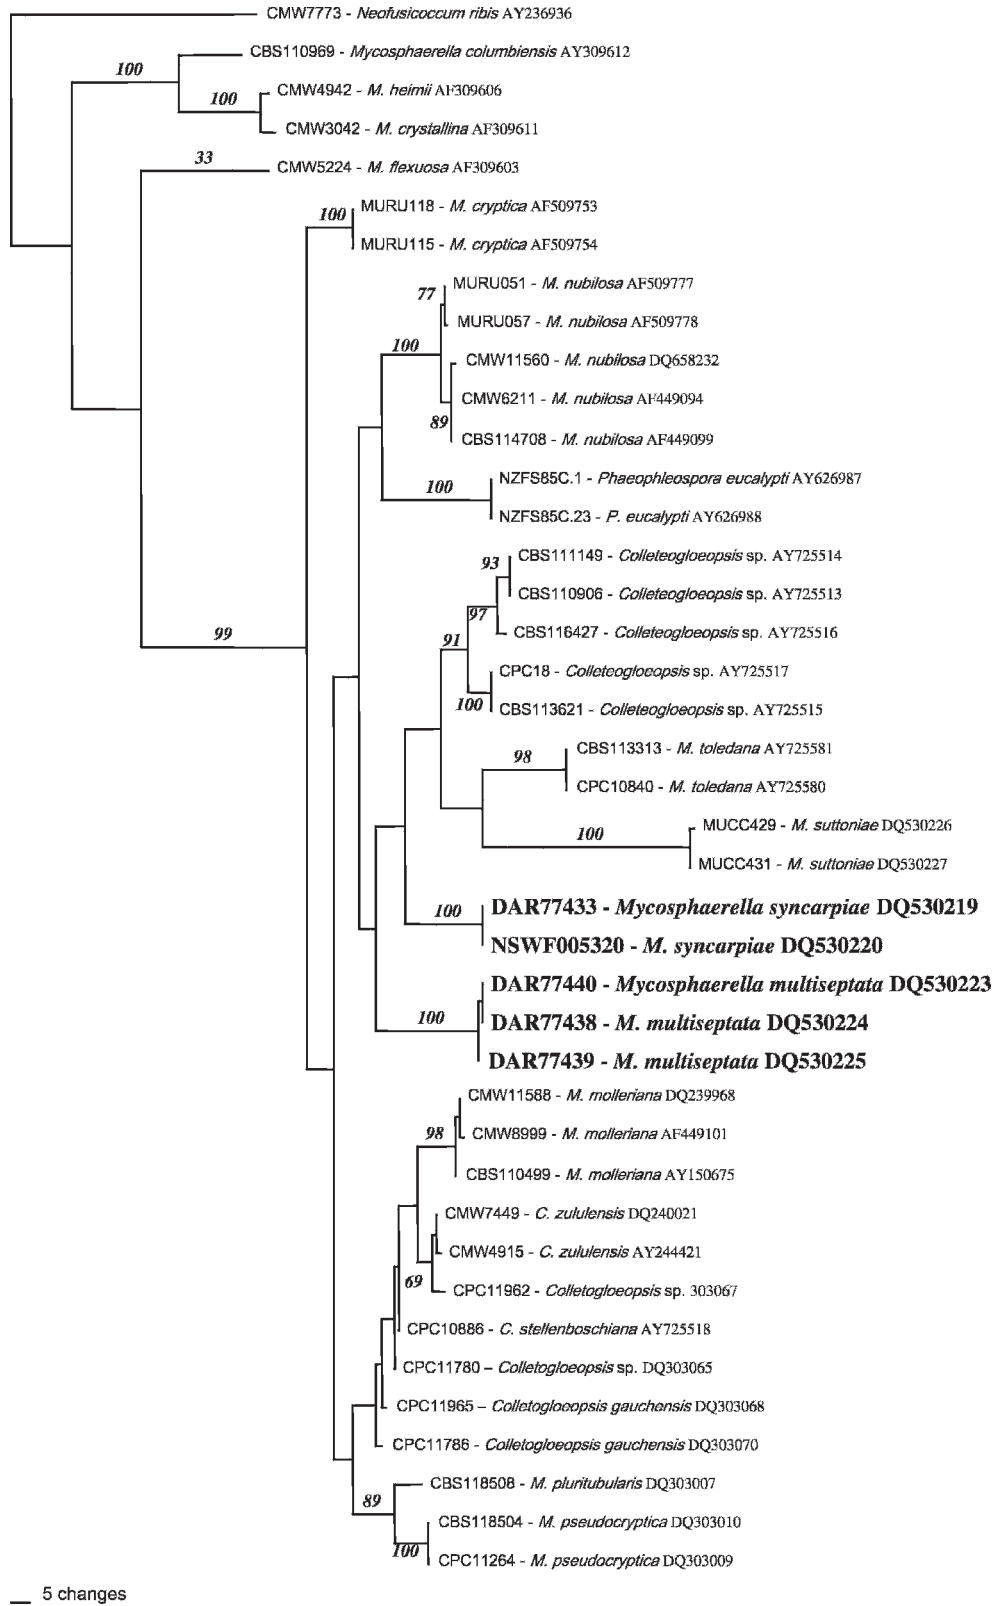 CMW7773 - Neofusicoccum ribis AY236936
CBS110969 - Mycosphaerella columbiensis AY309612
100
CMW4942 - M. heimii AF309606
100
CMW3042 - M. crystallina AF309611
33
CMW5224 - M. flexuosa AF309603
MURU118 - M. cryptica AF509753
100
MURU115 - M. cryptica AF509754
MURU051 - M. nubilosa AF509777
77
MURU057 - M. nubilosa AF509778
100
CMW11560 - M. nubilosa DQ658232
CMW6211 - M. nubilosa AF449094
89
CBS114708 - M. nubilosa AF449099
NZFS85C.1 - Phaeophleospora eucalypti AY626987
100
NZFS85C.23 - P. eucalypti AY626988
CBS111149 - Colleteogloeopsis sp. AY725514
93
CBS110906 - Colleteogloeopsis sp. AY725513
97
CBS116427 - Colleteogloeopsis sp. AY725516
99
91
CPC18 - Colleteogloeopsis sp. AY725517
100
CBS113621 - Colleteogloeopsis sp. AY725515
CBS113313 - M. toledana AY725581
98
CPC10840 - M. toledana AY725580
MUCC429 - M. suttoniae DQ530226
100
MUCC431 - M. suttoniae DQ530227
DAR77433 - Mycosphaerella syncarpiae DQ530219
100
NSWF005320 - M. syncarpiae DQ530220
DAR77440 - Mycosphaerella multiseptata DQ530223
100
DAR77438 - M. multiseptata DQ530224
DAR77439 - M. multiseptata DQ530225
CMW11588 - M. molleriana DQ239968
98
CMW8999 - M. molleriana AF449101
CBS110499 - M. molleriana AY150675
CMW7449 - C. zululensis DQ240021
CMW4915 - C. zululensis AY244421
69
CPC11962 - Colletogloeopsis sp. 303067
CPC10886 - C. stellenboschiana AY725518
CPC11780 – Colletogloeopsis sp. DQ303065
CPC11965 – Colletogloeopsis gauchensis DQ303068
CPC11786 - Colletogloeopsis gauchensis DQ303070
CBS118508 - M. pluritubularis DQ303007
89
CBS118504 - M. pseudocryptica DQ303010
100
CPC11264 - M. pseudocryptica DQ303009
5 changes